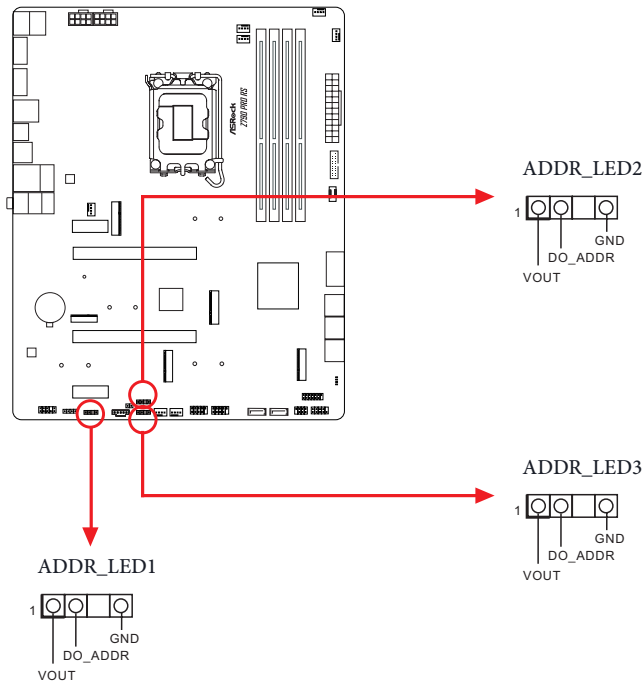 ASRock
Z790 PRO RS
ADDR_LED2
1
GND
DO_ADDR
VOUT
ADDR_LED3
1
GND
DO_ADDR
VOUT
ADDR_LED1
1
GND
DO_ADDR
VOUT